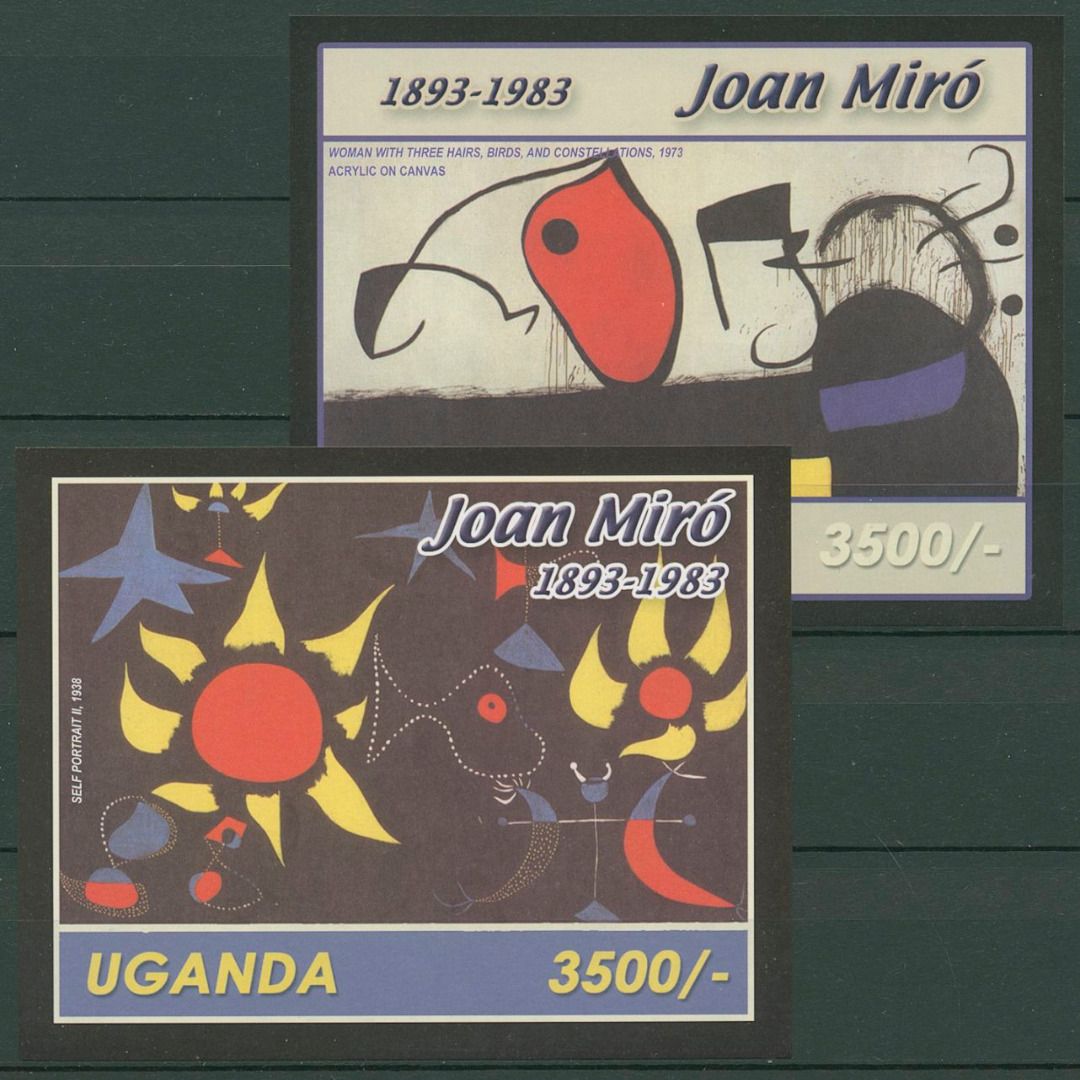 1893-1983 Joan Miró
WOMAN WITH THREE HAIRS, BIRDS, AND CONSTELLATIONS, 1973
ACRYLIC ON CANVAS
3500/-
Joan Miró
1893-1983
SELF PORTRAIT II, 1938
UGANDA 3500/-